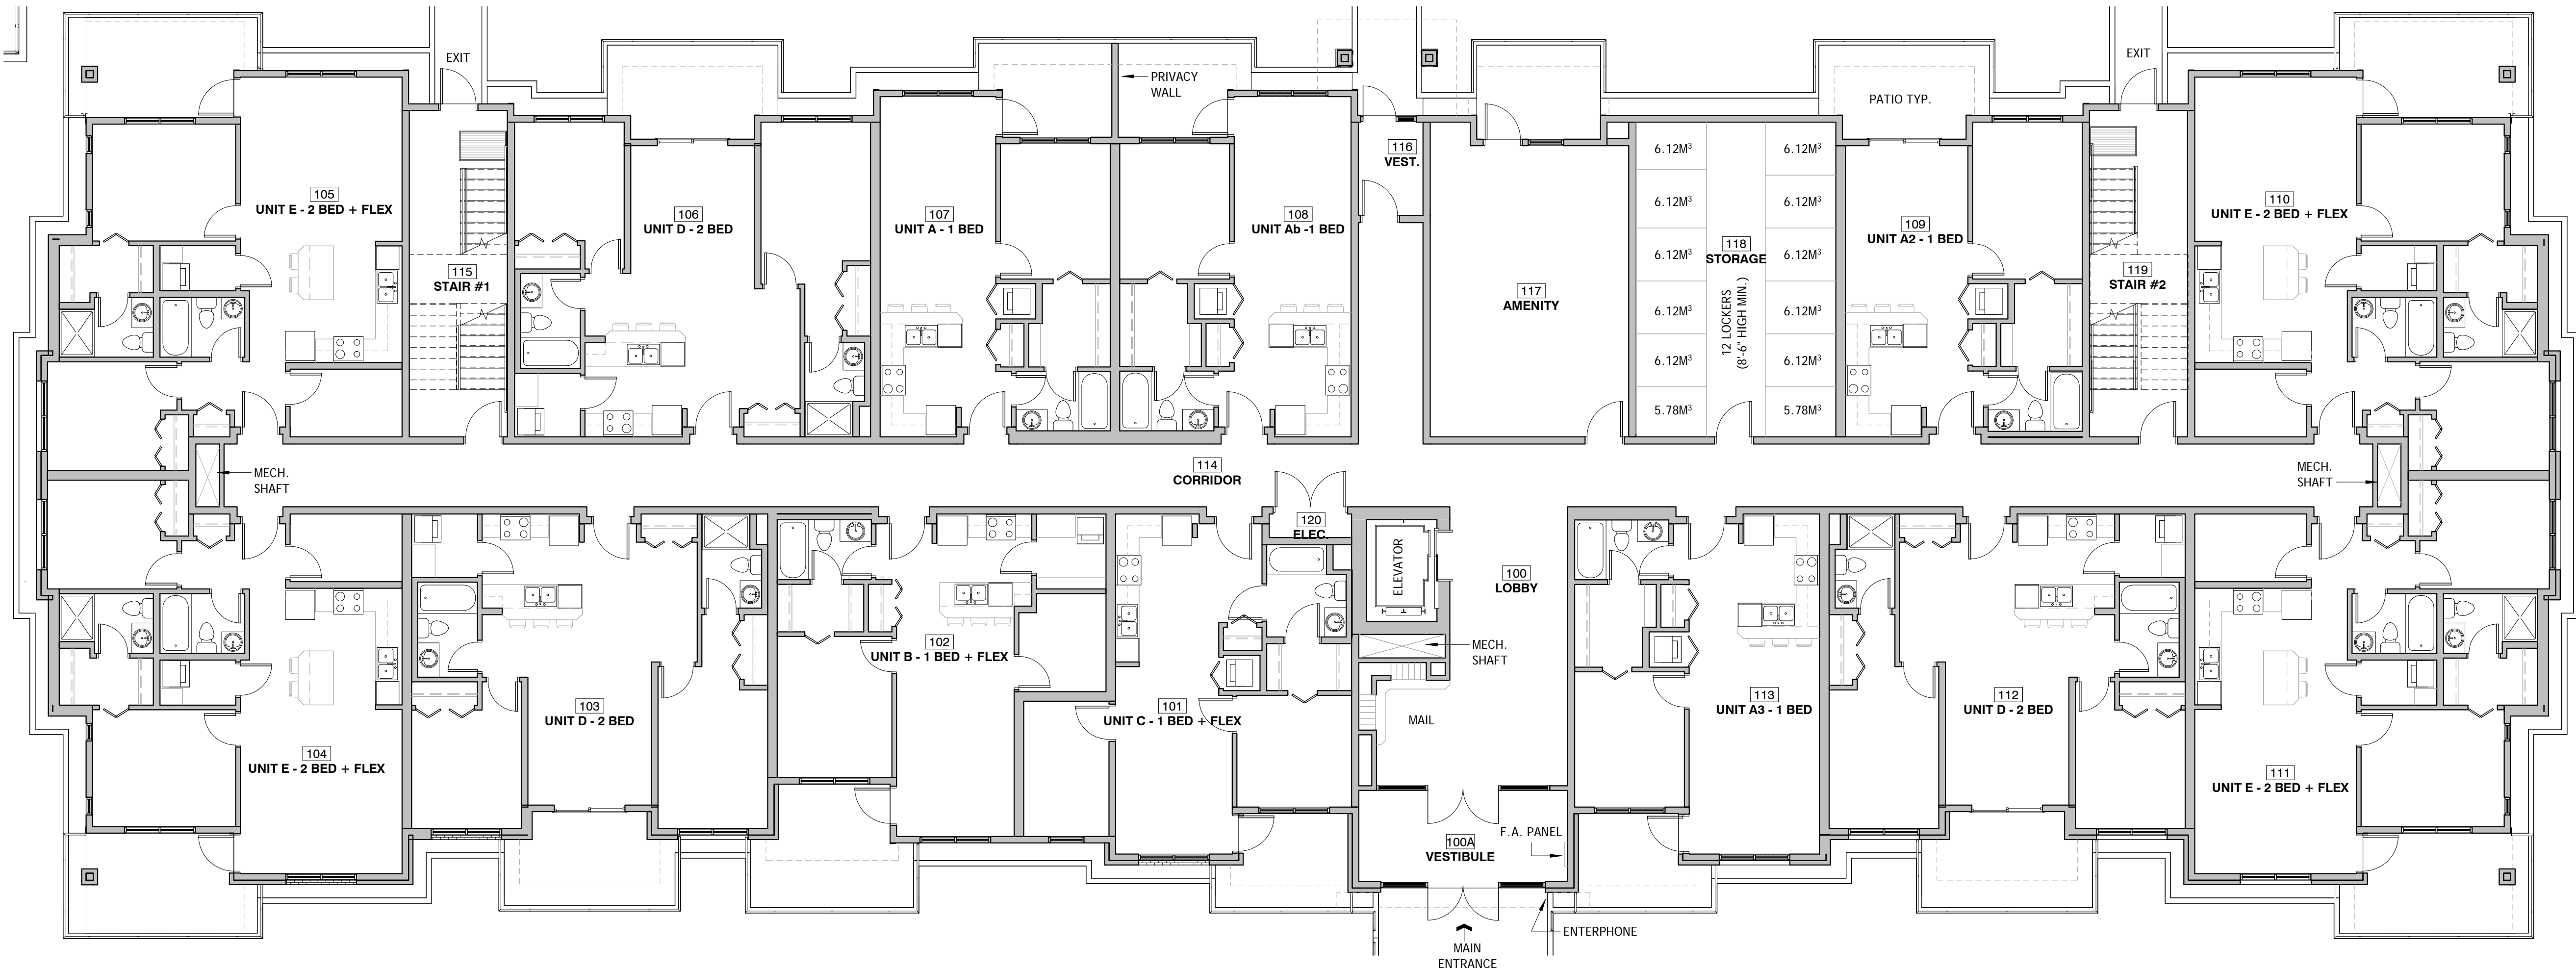 EXIT
EXIT
PRIVACY
WALL
PATIO TYP.
116
VEST.
105
UNIT E - 2 BED + FLEX
106
UNIT D - 2 BED
107
UNIT A - 1 BED
108
UNIT Ab -1 BED
109
UNIT A2 - 1 BED
110
UNIT E - 2 BED + FLEX
6.12M³
6.12M³
6.12M³
6.12M³
6.12M³
6.12M³
6.12M³
6.12M³
6.12M³
6.12M³
5.78M³
5.78M³
115
STAIR #1
117
AMENITY
118
STORAGE
12 LOCKERS
(8'-6" HIGH MIN.)
119
STAIR #2
MECH.
SHAFT
114
CORRIDOR
MECH.
SHAFT
120
ELEC.
ELEVATOR
100
LOBBY
MECH.
SHAFT
MAIL
104
UNIT E - 2 BED + FLEX
103
UNIT D - 2 BED
102
UNIT B - 1 BED + FLEX
101
UNIT C - 1 BED + FLEX
113
UNIT A3 - 1 BED
112
UNIT D - 2 BED
111
UNIT E - 2 BED + FLEX
F.A. PANEL
100A
VESTIBULE
ENTERPHONE
MAIN
ENTRANCE